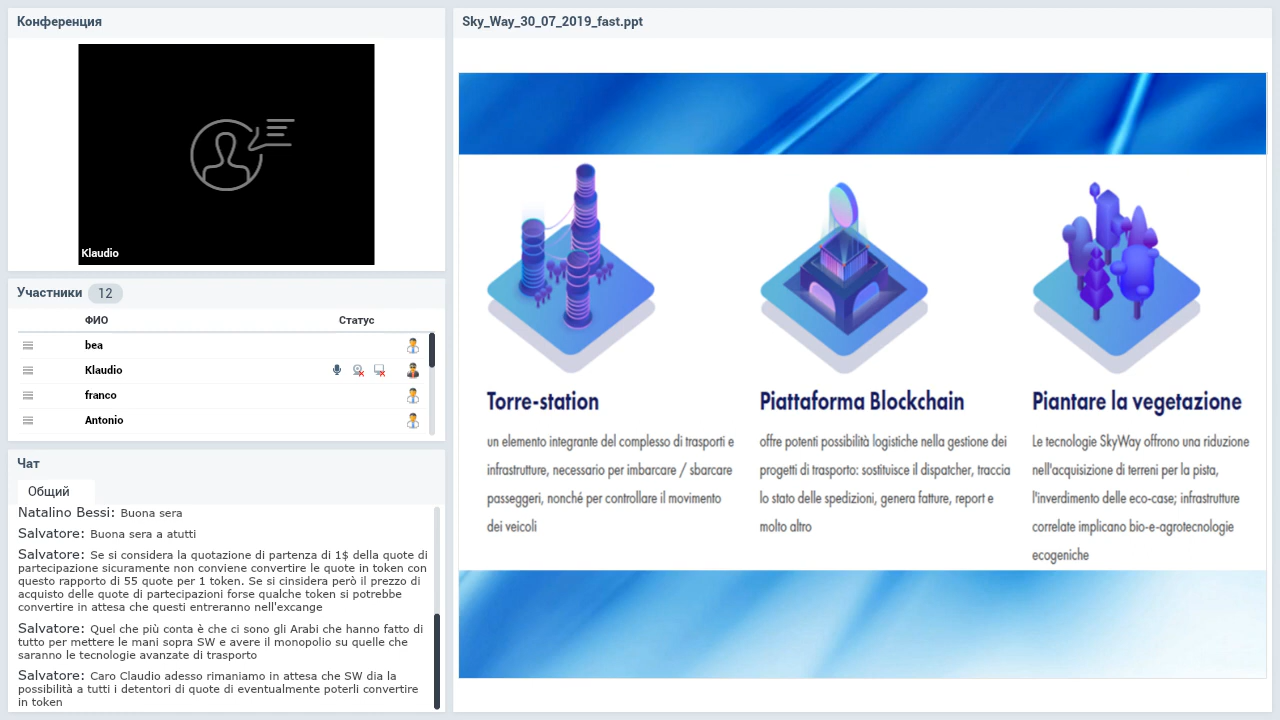 Конференция
Klaudio
Участники 12
ФИО Статус
bea
Klaudio
franco
Antonio
Чат
Общий
Natalino Bessi: Buona sera
Salvatore: Buona sera a atutti
Salvatore: Se si considera la quotazione di partenza di 1$ della quote di
partecipazione sicuramente non conviene convertire le quote in token con
questo rapporto di 55 quote per 1 token. Se si cinsidera però il prezzo di
acquisto delle quote di partecipazioni forse qualche token si potrebbe
convertire in attesa che questi entreranno nell'excange
Salvatore: Quel che più conta è che ci sono gli Arabi che hanno fatto di
tutto per mettere le mani sopra SW e avere il monopolio su quelle che
saranno le tecnologie avanzate di trasporto
Salvatore: Caro Claudio adesso rimaniamo in attesa che SW dia la
possibilità a tutti i detentori di quote di eventualmente poterli convertire
in token
Sky_Way_30_07_2019_fast.ppt
Torre-station
un elemento integrante del complesso di trasporti e
infrastrutture, necessario per imbarcare / sbarcare
passeggeri, nonché per controllare il movimento
dei veicoli
Piattaforma Blockchain
offre potenti possibilità logistiche nella gestione dei
progetti di trasporto: sostituisce il dispatcher, traccia
lo stato delle spedizioni, genera fatture, report e
molto altro
Piantare la vegetazione
Le tecnologie SkyWay offrono una riduzione
nell'acquisizione di terreni per la pista,
l'inverdimento delle eco-case; infrastrutture
correlate implicano bio-e-agrotecnologie
ecogeniche